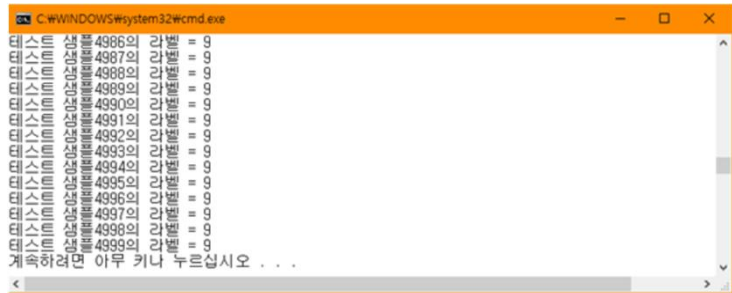 C:₩WINDOWS₩system32₩cmd.exe
테스트 샘플4986의 라벨 = 9
테스트 샘플4987의 라벨 = 9
테스트 샘플4988의 라벨 = 9
테스트 샘플4989의 라벨 = 9
테스트 샘플4990의 라벨 = 9
테스트 샘플4991의 라벨 = 9
테스트 샘플4992의 라벨 = 9
테스트 샘플4993의 라벨 = 9
테스트 샘플4994의 라벨 = 9
테스트 샘플4995의 라벨 = 9
테스트 샘플4996의 라벨 = 9
테스트 샘플4997의 라벨 = 9
테스트 샘플4998의 라벨 = 9
테스트 샘플4999의 라벨 = 9
계속하려면 아무 키나 누르십시오 . . .